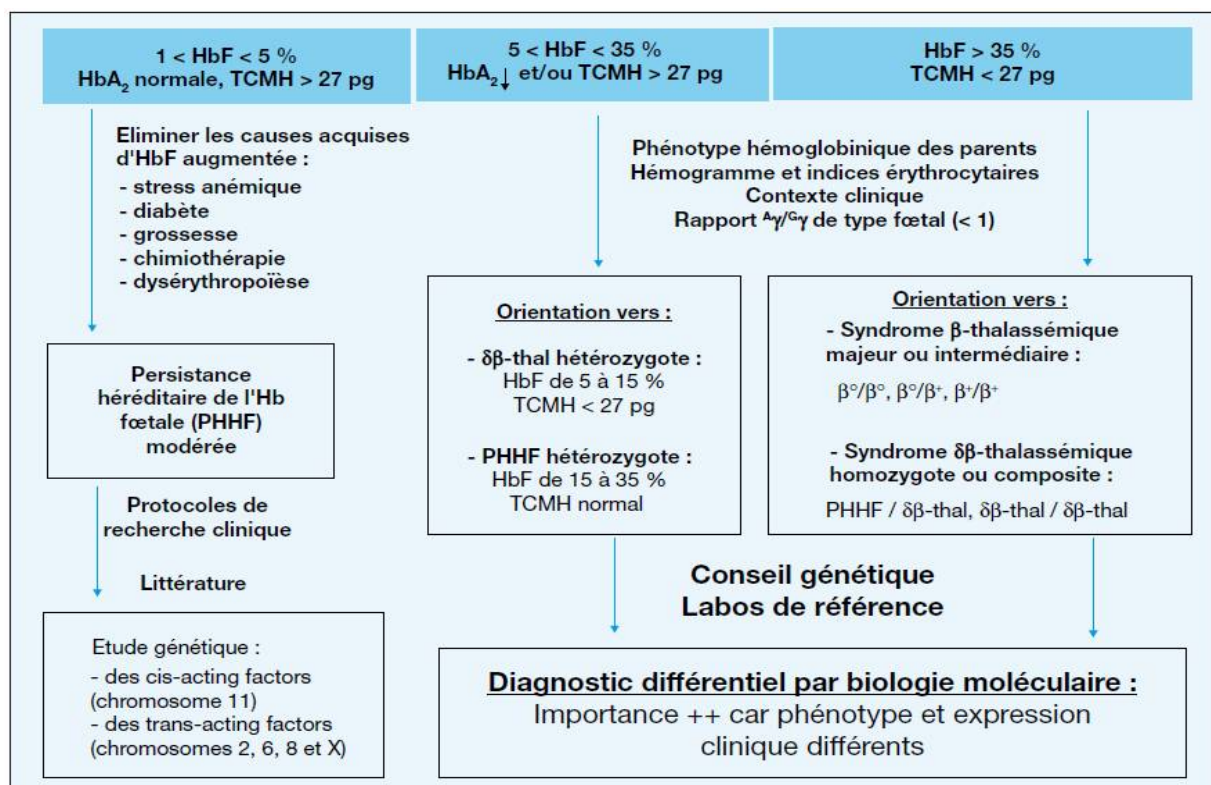 1 < HbF < 5 %
HbA₂ normale, TCMH > 27 pg
5 < HbF < 35 %
HbA₂↓ et/ou TCMH > 27 pg
HbF > 35 %
TCMH < 27 pg
Eliminer les causes acquises
d'HbF augmentée :
- stress anémique
- diabète
- grossesse
- chimiothérapie
- dysérythropoïèse
Persistance
héréditaire de l'Hb
fœtale (PHHF)
modérée
Protocoles de
recherche clinique
Littérature
Etude génétique :
- des cis-acting factors
(chromosome 11)
- des trans-acting factors
(chromosomes 2, 6, 8 et X)
Phénotype hémoglobinique des parents
Hémogramme et indices érythrocytaires
Contexte clinique
Rapport ᴬγ/ᴳγ de type fœtal (< 1)
Orientation vers :
- δβ-thal hétérozygote :
HbF de 5 à 15 %
TCMH < 27 pg
- PHHF hétérozygote :
HbF de 15 à 35 %
TCMH normal
Orientation vers :
- Syndrome β-thalassémique
majeur ou intermédiaire :
β°/β°, β°/β⁺, β⁺/β⁺
- Syndrome δβ-thalassémique
homozygote ou composite :
PHHF / δβ-thal, δβ-thal / δβ-thal
Conseil génétique
Labos de référence
Diagnostic différentiel par biologie moléculaire :
Importance ++ car phénotype et expression
clinique différents